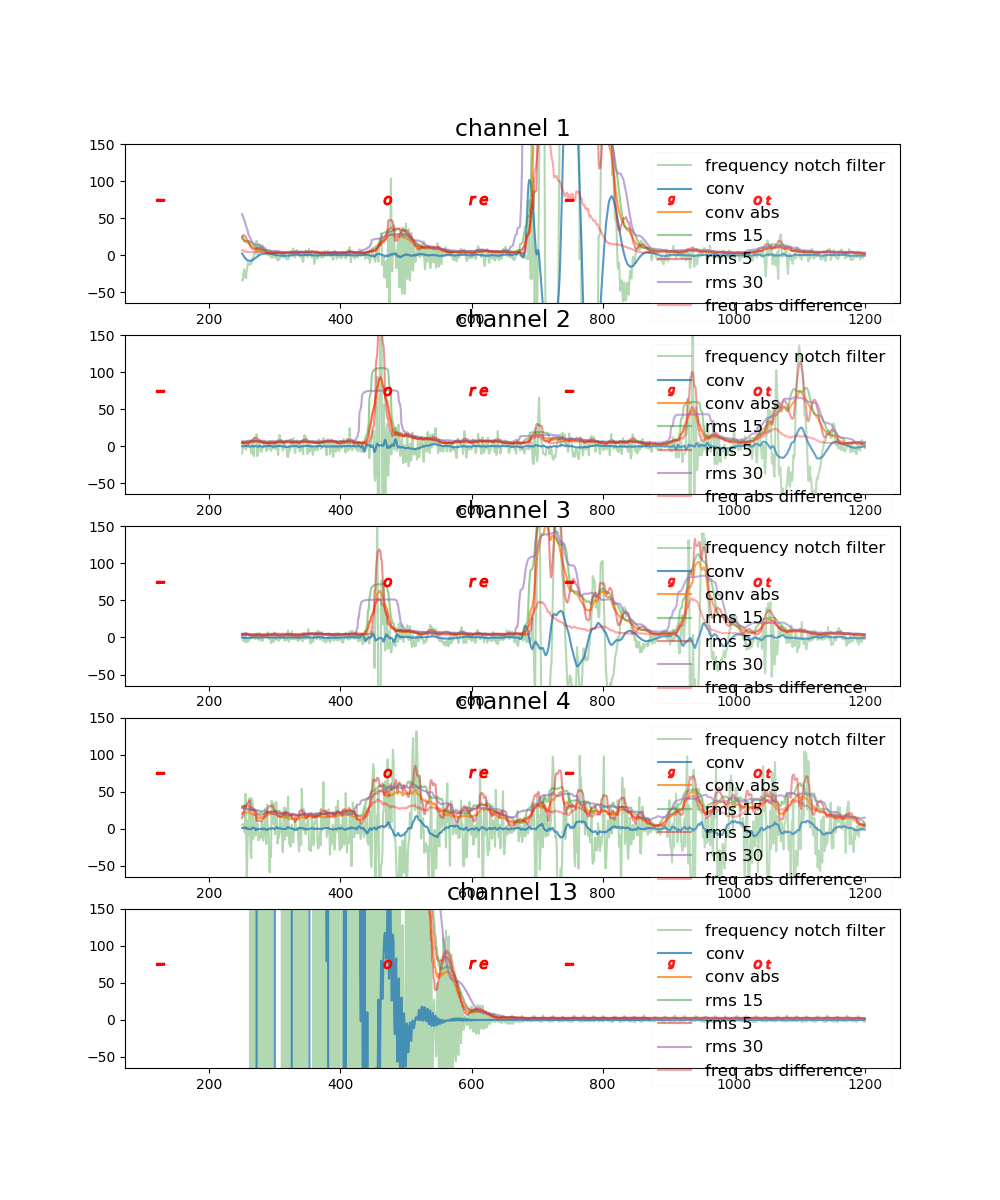 channel 1
150
100
50
0
−50
– o r e – g o t
frequency notch filter
conv
conv abs
rms 15
rms 5
rms 30
freq abs difference
200 400 600 800 1000 1200
channel 2
150
100
50
0
−50
– o r e – g o t
frequency notch filter
conv
conv abs
rms 15
rms 5
rms 30
freq abs difference
200 400 600 800 1000 1200
channel 3
150
100
50
0
−50
– o r e – g o t
frequency notch filter
conv
conv abs
rms 15
rms 5
rms 30
freq abs difference
200 400 600 800 1000 1200
channel 4
150
100
50
0
−50
– o r e – g o t
frequency notch filter
conv
conv abs
rms 15
rms 5
rms 30
freq abs difference
200 400 600 800 1000 1200
channel 13
150
100
50
0
−50
– o r e – g o t
frequency notch filter
conv
conv abs
rms 15
rms 5
rms 30
freq abs difference
200 400 600 800 1000 1200